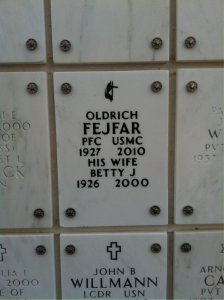 OLDRICH
FEJFAR
PFC USMC
1927 2010
HIS WIFE
BETTY J
1926 2000
JOHN B
WILLMANN
LCDR USN